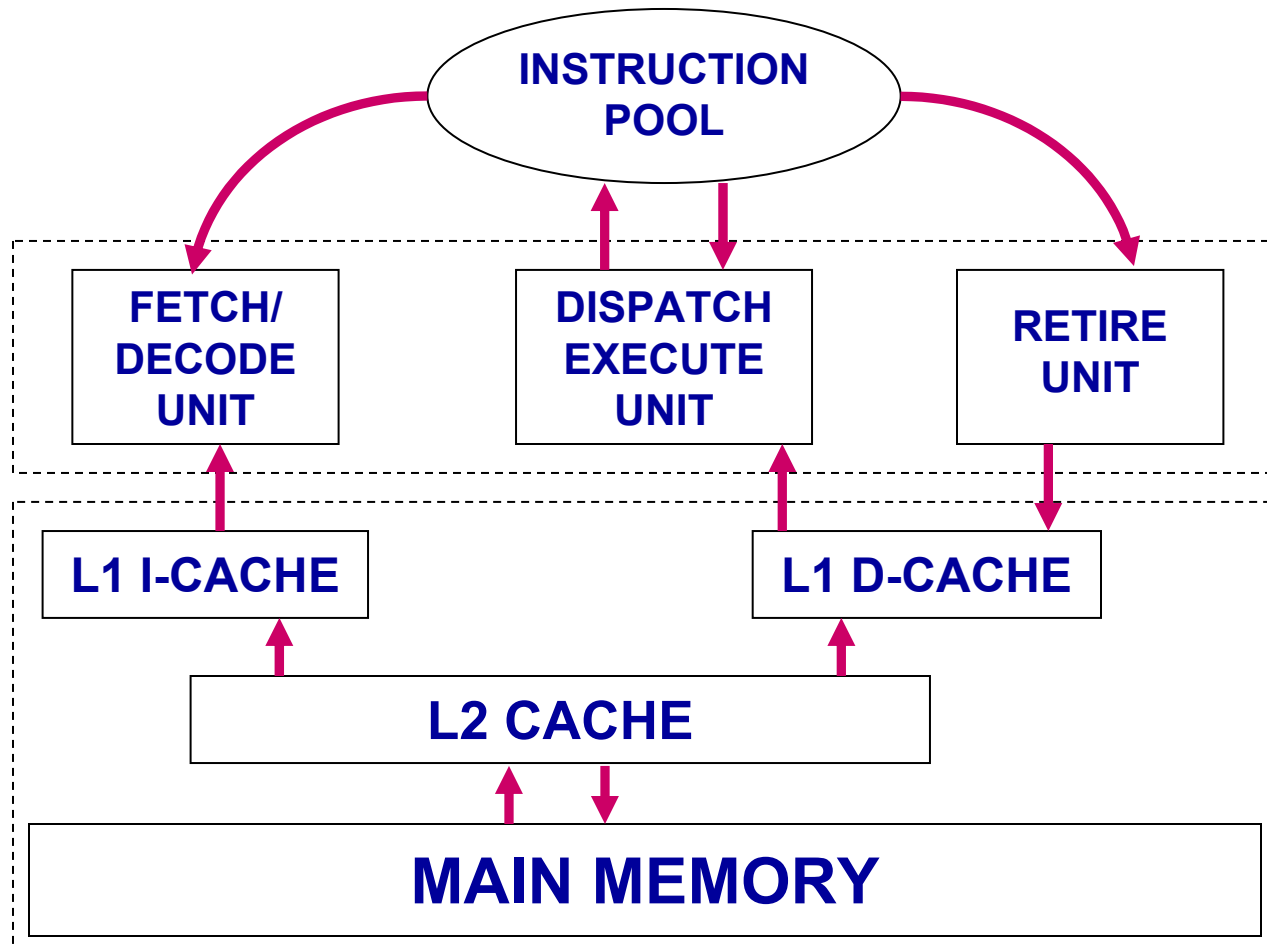 INSTRUCTION
POOL
FETCH/
DECODE
UNIT
DISPATCH
EXECUTE
UNIT
RETIRE
UNIT
L1 I-CACHE
L1 D-CACHE
L2 CACHE
MAIN MEMORY